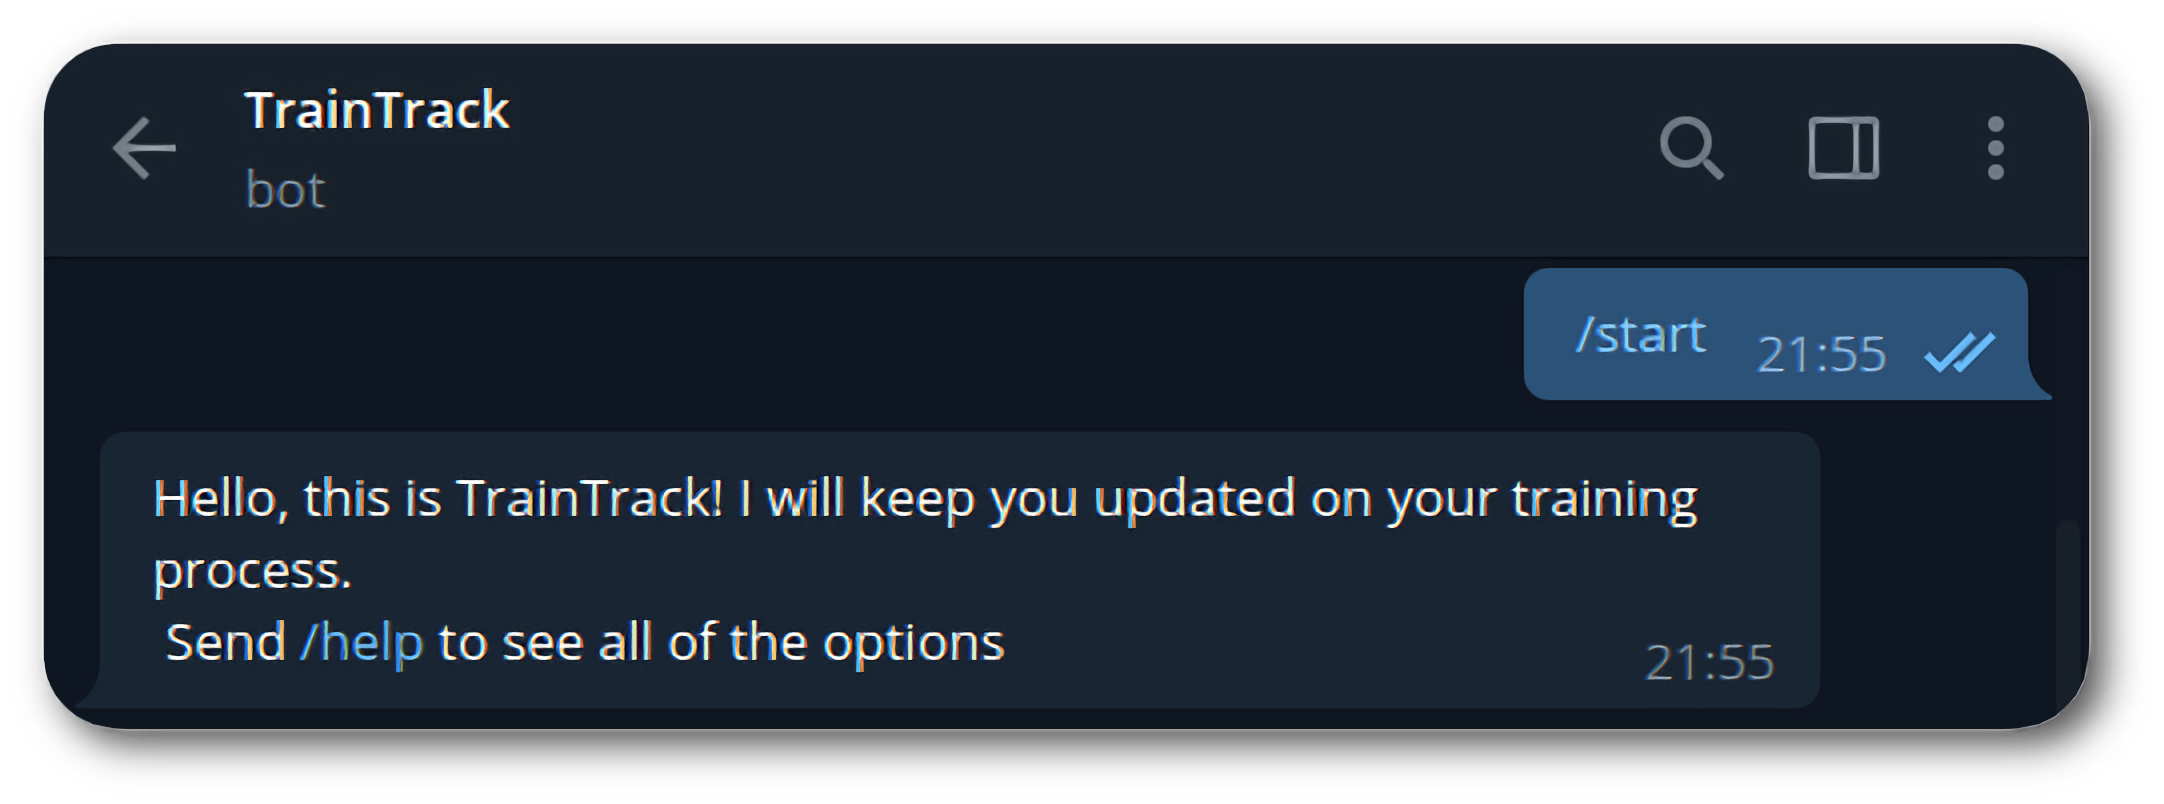 TrainTrack
bot
/start 21:55
Hello, this is TrainTrack! I will keep you updated on your training
process.
Send /help to see all of the options
21:55